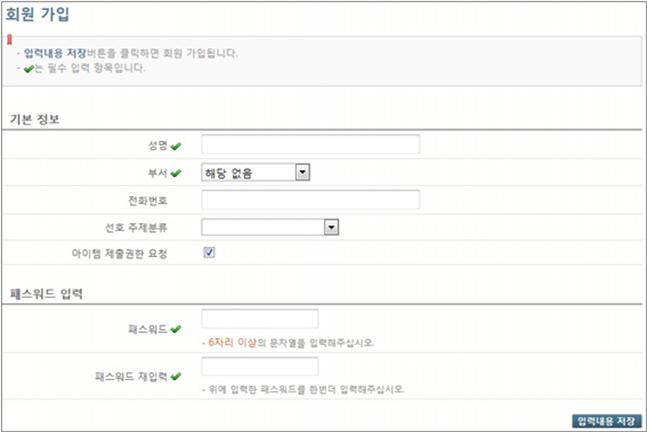 회원 가입
- 입력내용 저장버튼을 클릭하면 회원 가입됩니다.
- 는 필수 입력 항목입니다.
기본 정보
성명
부서 해당 없음
전화번호
선호 주제분류
아이템 제출권한 요청
패스워드 입력
패스워드
- 6자리 이상의 문자열을 입력해주십시오.
패스워드 재입력
- 위에 입력한 패스워드를 한번더 입력해주십시오.
입력내용 저장